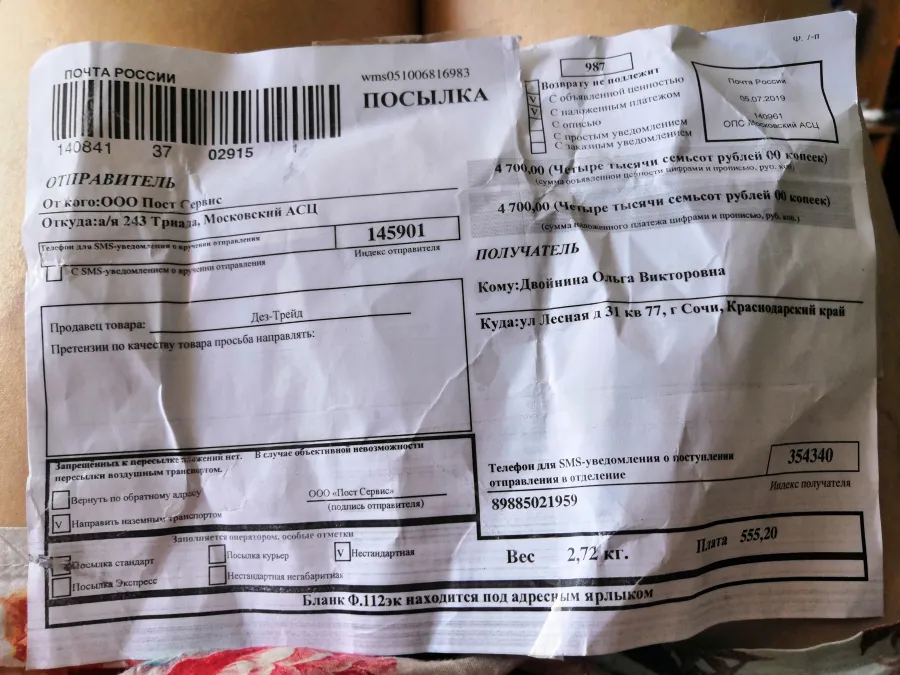 Ф. 7-п
ПОЧТА РОССИИ
wms051006816983
ПОСЫЛКА
140841 37 02915
987
Возврату не подлежит
С объявленной ценностью
V С наложенным платежом
V
С описью
С простым уведомлением
С заказным уведомлением
Почта России
05.07.2019
140961
ОПС Московский АСЦ
ОТПРАВИТЕЛЬ
От кого:ООО Пост Сервис
Откуда:а/я 243 Триада, Московский АСЦ
Телефон для SMS-уведомления о вручении отправления
145901
Индекс отправителя
С SMS-уведомлением о вручении отправления
4 700,00 (Четыре тысячи семьсот рублей 00 копеек)
(сумма объявленной ценности цифрами и прописью, руб. коп.)
4 700,00 (Четыре тысячи семьсот рублей 00 копеек)
(сумма наложенного платежа цифрами и прописью, руб. коп.)
ПОЛУЧАТЕЛЬ
Кому:Двойнина Ольга Викторовна
Куда:ул Лесная д 31 кв 77, г Сочи, Краснодарский край
Продавец товара: Дез-Трейд
Претензии по качеству товара просьба направлять:
Запрещённых к пересылке вложений нет. В случае объективной невозможности
пересылки воздушным транспортом.
Вернуть по обратному адресу
V Направить наземным транспортом
ООО «Пост Сервис»
(подпись отправителя)
Телефон для SMS-уведомления о поступлении
отправления в отделение
89885021959
354340
Индекс получателя
Заполняется оператором, особые отметки
Посылка стандарт
Посылка курьер
V Нестандартная
Посылка Экспресс
Нестандартная негабаритная
Вес 2,72 кг.
Плата 555,20
Бланк Ф.112эк находится под адресным ярлыком